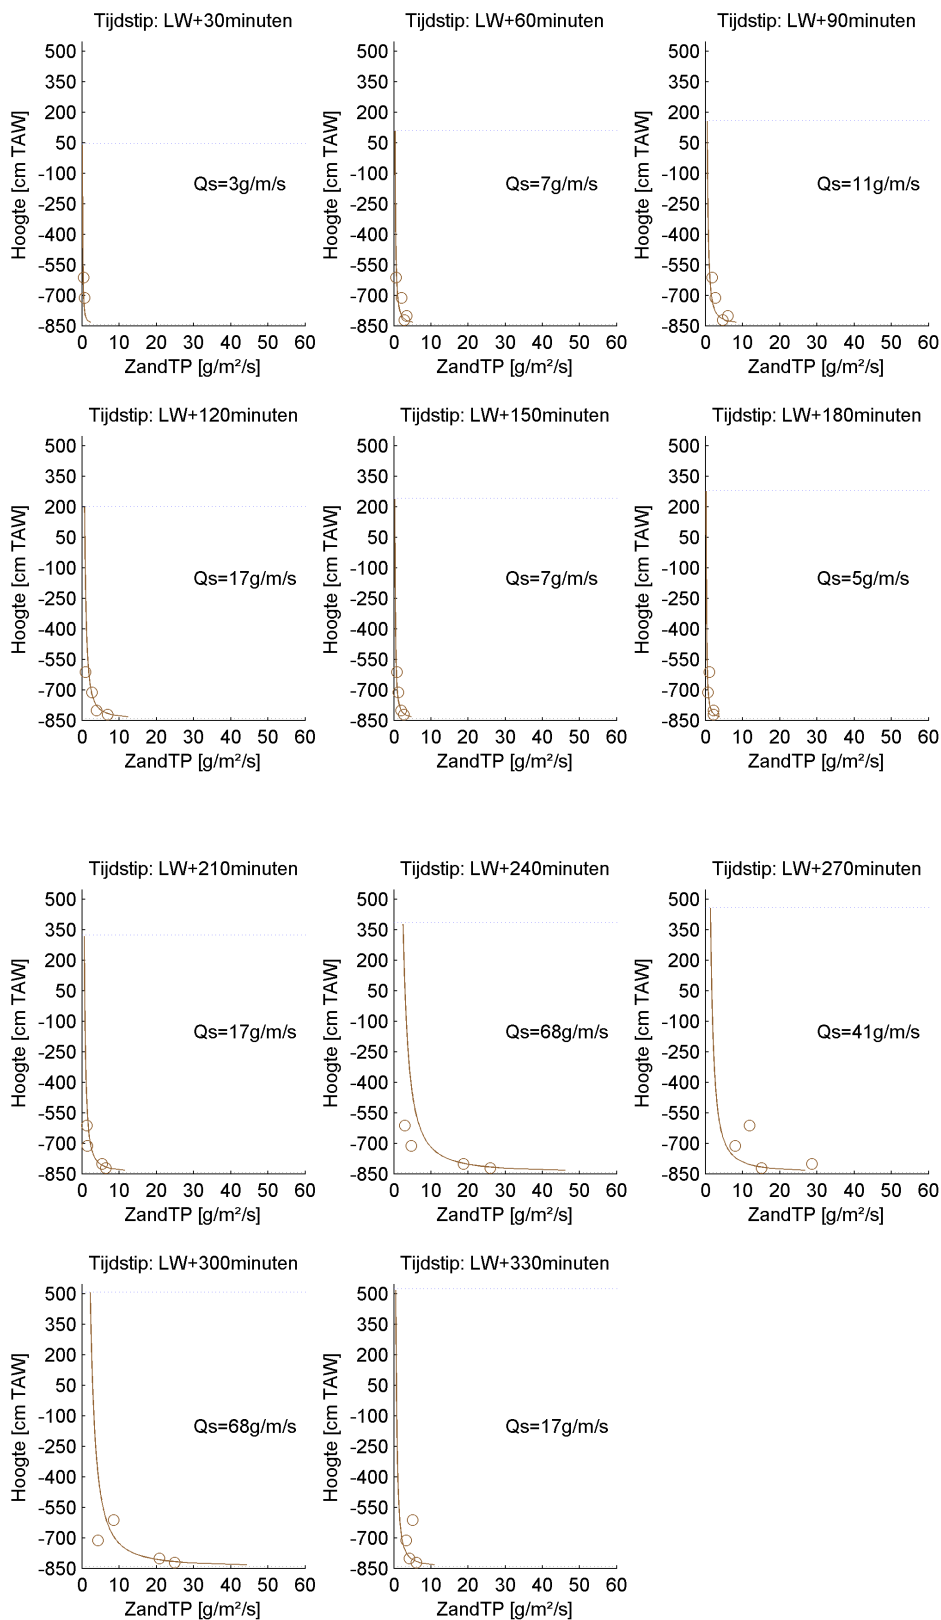 Tijdstip: LW+30minuten
500
350
200
50
-100
-250
-400
-550
-700
-850
Hoogte [cm TAW]
Qs=3g/m/s
0 10 20 30 40 50 60
ZandTP [g/m²/s]
Tijdstip: LW+60minuten
500
350
200
50
-100
-250
-400
-550
-700
-850
Hoogte [cm TAW]
Qs=7g/m/s
0 10 20 30 40 50 60
ZandTP [g/m²/s]
Tijdstip: LW+90minuten
500
350
200
50
-100
-250
-400
-550
-700
-850
Hoogte [cm TAW]
Qs=11g/m/s
0 10 20 30 40 50 60
ZandTP [g/m²/s]
Tijdstip: LW+120minuten
500
350
200
50
-100
-250
-400
-550
-700
-850
Hoogte [cm TAW]
Qs=17g/m/s
0 10 20 30 40 50 60
ZandTP [g/m²/s]
Tijdstip: LW+150minuten
500
350
200
50
-100
-250
-400
-550
-700
-850
Hoogte [cm TAW]
Qs=7g/m/s
0 10 20 30 40 50 60
ZandTP [g/m²/s]
Tijdstip: LW+180minuten
500
350
200
50
-100
-250
-400
-550
-700
-850
Hoogte [cm TAW]
Qs=5g/m/s
0 10 20 30 40 50 60
ZandTP [g/m²/s]
Tijdstip: LW+210minuten
500
350
200
50
-100
-250
-400
-550
-700
-850
Hoogte [cm TAW]
Qs=17g/m/s
0 10 20 30 40 50 60
ZandTP [g/m²/s]
Tijdstip: LW+240minuten
500
350
200
50
-100
-250
-400
-550
-700
-850
Hoogte [cm TAW]
Qs=68g/m/s
0 10 20 30 40 50 60
ZandTP [g/m²/s]
Tijdstip: LW+270minuten
500
350
200
50
-100
-250
-400
-550
-700
-850
Hoogte [cm TAW]
Qs=41g/m/s
0 10 20 30 40 50 60
ZandTP [g/m²/s]
Tijdstip: LW+300minuten
500
350
200
50
-100
-250
-400
-550
-700
-850
Hoogte [cm TAW]
Qs=68g/m/s
0 10 20 30 40 50 60
ZandTP [g/m²/s]
Tijdstip: LW+330minuten
500
350
200
50
-100
-250
-400
-550
-700
-850
Hoogte [cm TAW]
Qs=17g/m/s
0 10 20 30 40 50 60
ZandTP [g/m²/s]